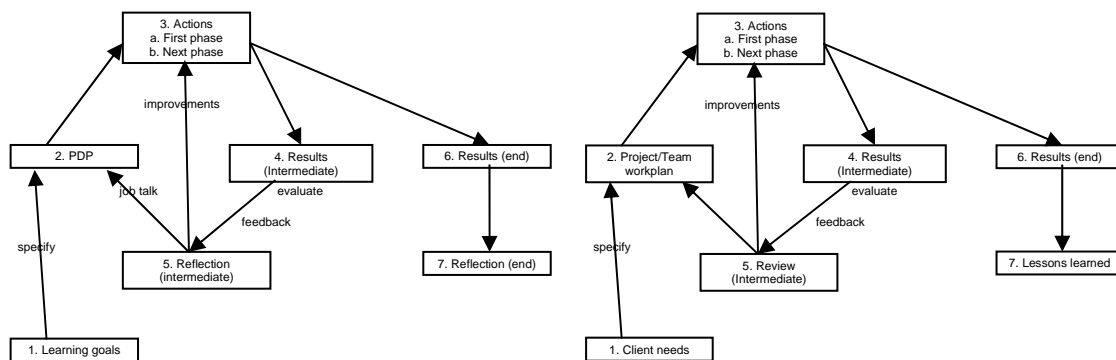 3. Actions
a. First phase
b. Next phase
improvements
2. PDP
4. Results
(Intermediate)
6. Results (end)
job talk
evaluate
feedback
specify
5. Reflection
(intermediate)
7. Reflection (end)
1. Learning goals
3. Actions
a. First phase
b. Next phase
improvements
2. Project/Team
workplan
4. Results
(Intermediate)
6. Results (end)
evaluate
feedback
specify
5. Review
(Intermediate)
7. Lessons learned
1. Client needs